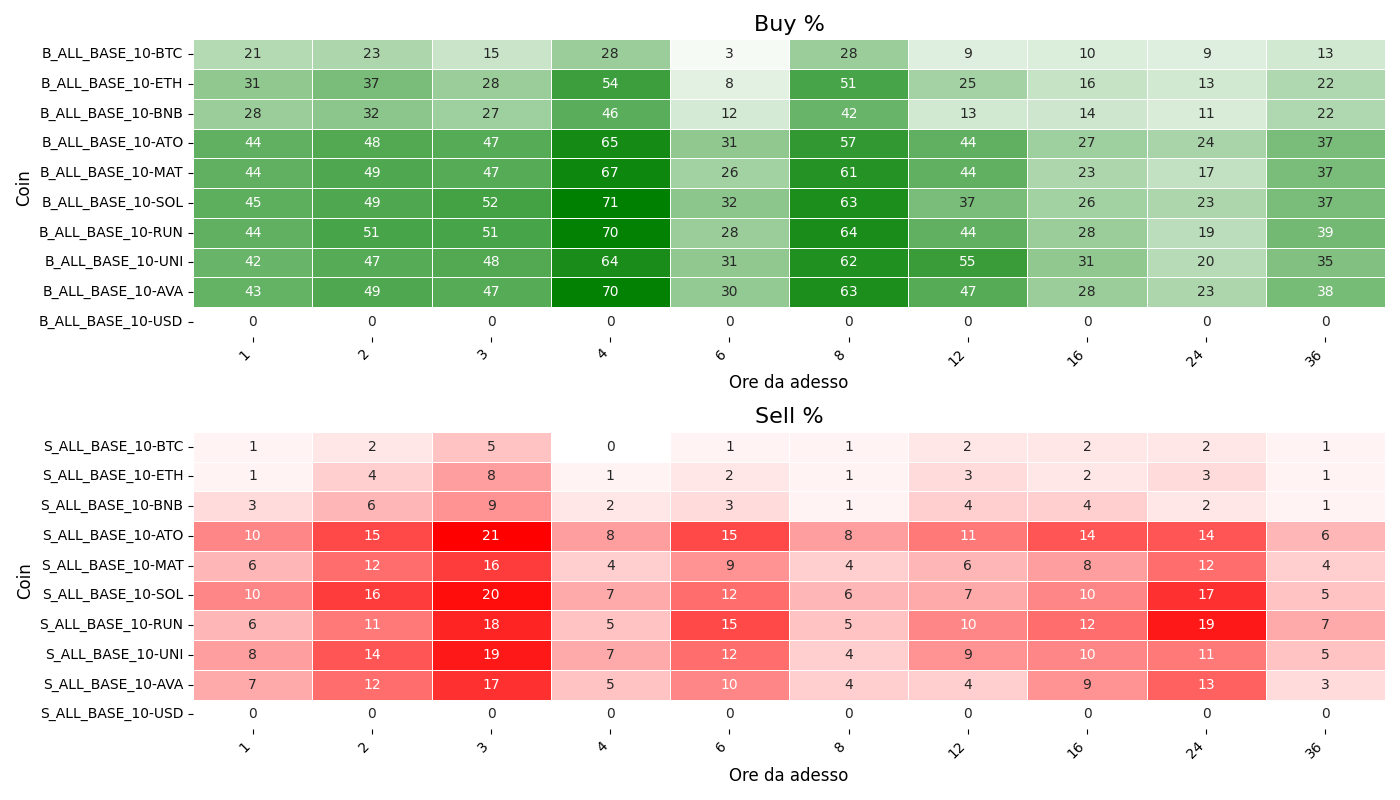 Buy %
Coin
B_ALL_BASE_10-BTC 21 23 15 28 3 28 9 10 9 13
B_ALL_BASE_10-ETH 31 37 28 54 8 51 25 16 13 22
B_ALL_BASE_10-BNB 28 32 27 46 12 42 13 14 11 22
B_ALL_BASE_10-ATO 44 48 47 65 31 57 44 27 24 37
B_ALL_BASE_10-MAT 44 49 47 67 26 61 44 23 17 37
B_ALL_BASE_10-SOL 45 49 52 71 32 63 37 26 23 37
B_ALL_BASE_10-RUN 44 51 51 70 28 64 44 28 19 39
B_ALL_BASE_10-UNI 42 47 48 64 31 62 55 31 20 35
B_ALL_BASE_10-AVA 43 49 47 70 30 63 47 28 23 38
B_ALL_BASE_10-USD 0 0 0 0 0 0 0 0 0 0
1 2 3 4 6 8 12 16 24 36
Ore da adesso
Sell %
Coin
S_ALL_BASE_10-BTC 1 2 5 0 1 1 2 2 2 1
S_ALL_BASE_10-ETH 1 4 8 1 2 1 3 2 3 1
S_ALL_BASE_10-BNB 3 6 9 2 3 1 4 4 2 1
S_ALL_BASE_10-ATO 10 15 21 8 15 8 11 14 14 6
S_ALL_BASE_10-MAT 6 12 16 4 9 4 6 8 12 4
S_ALL_BASE_10-SOL 10 16 20 7 12 6 7 10 17 5
S_ALL_BASE_10-RUN 6 11 18 5 15 5 10 12 19 7
S_ALL_BASE_10-UNI 8 14 19 7 12 4 9 10 11 5
S_ALL_BASE_10-AVA 7 12 17 5 10 4 4 9 13 3
S_ALL_BASE_10-USD 0 0 0 0 0 0 0 0 0 0
1 2 3 4 6 8 12 16 24 36
Ore da adesso